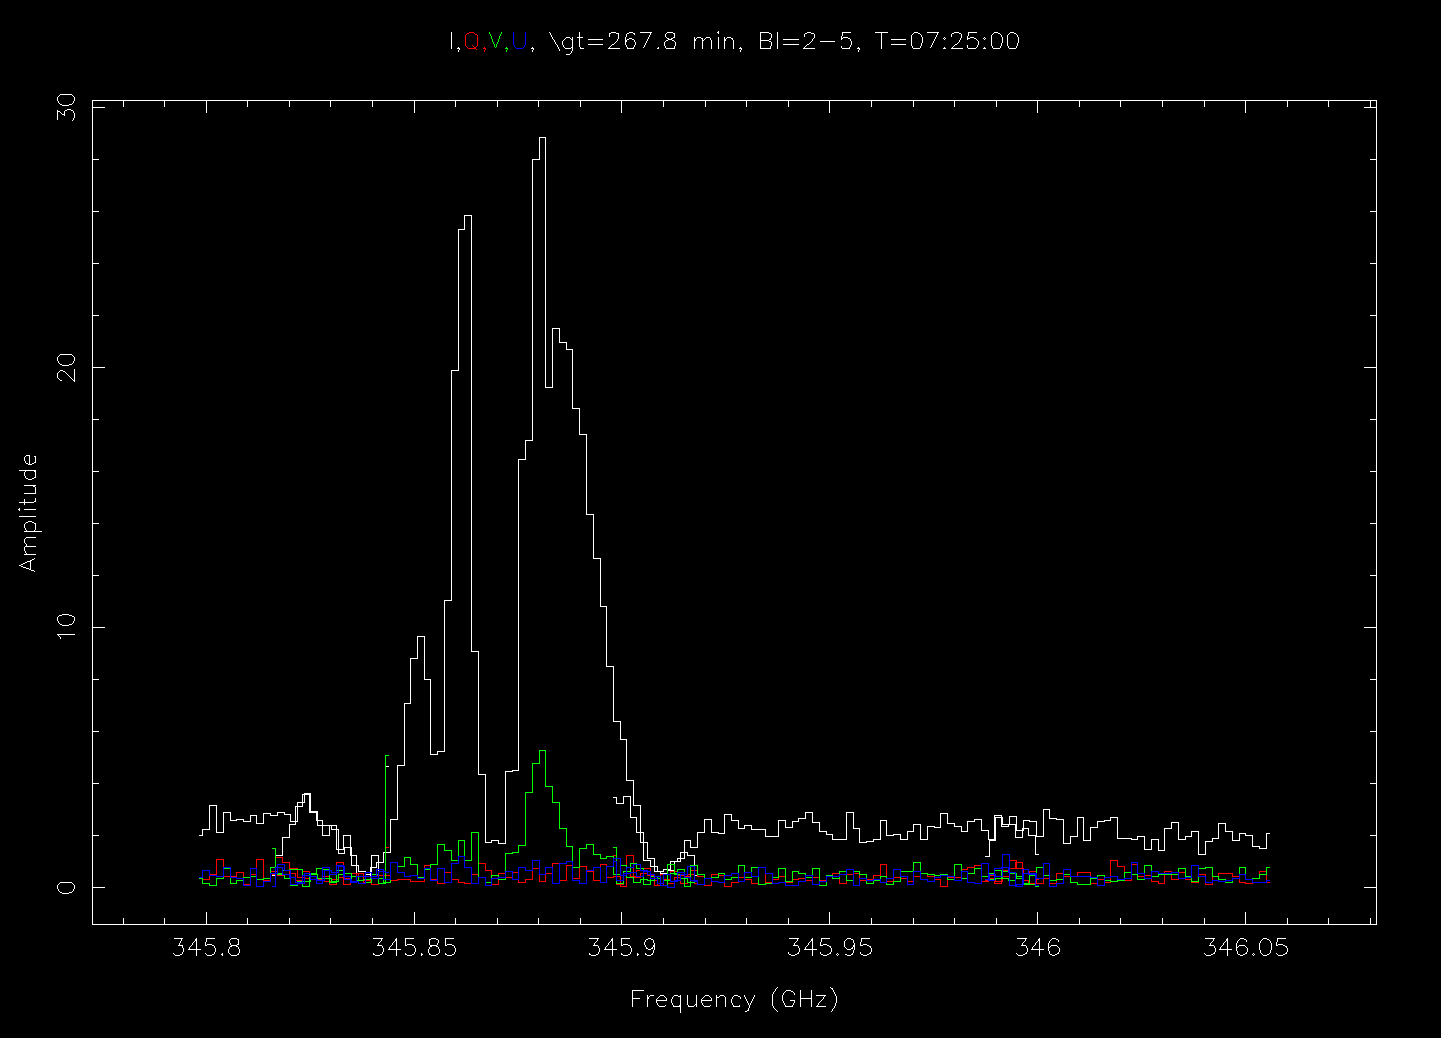 I,Q,V,U, \gt=267.8 min, BI=2-5, T=07:25:00
30
20
10
0
Amplitude
345.8 345.85 345.9 345.95 346 346.05
Frequency (GHz)